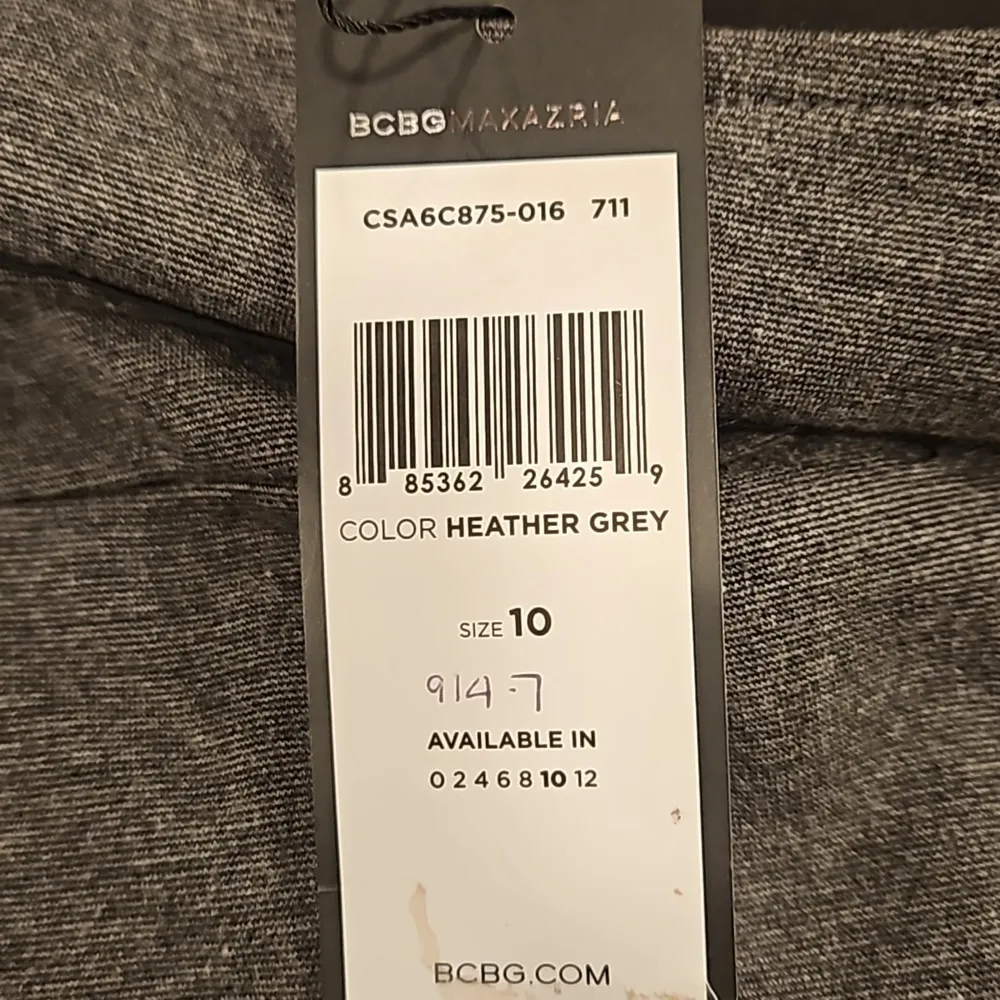 BCBGMAXAZRIA
CSA6C875-016 711
8 85362 26425 9
COLOR HEATHER GREY
SIZE 10
914-7
AVAILABLE IN
0 2 4 6 8 10 12
BCBG.COM